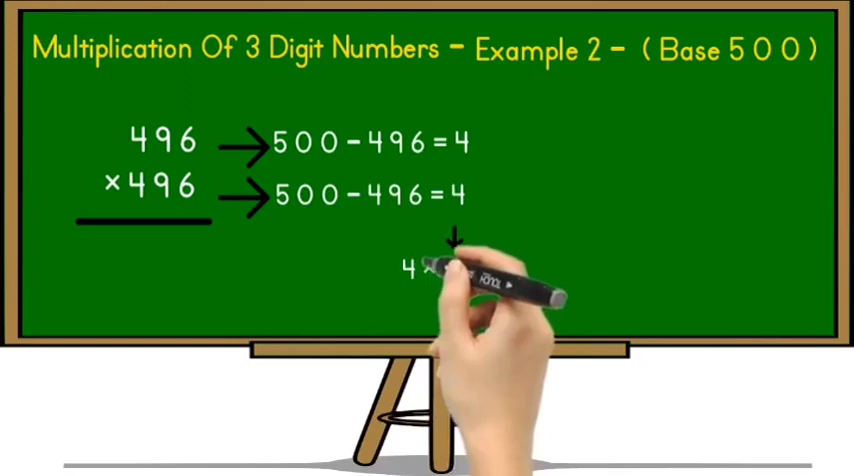 Multiplication Of 3 Digit Numbers - Example 2 - ( Base 5 0 0 )
496 → 500-496=4
×496 → 500-496=4
↓
4×
TOUCH